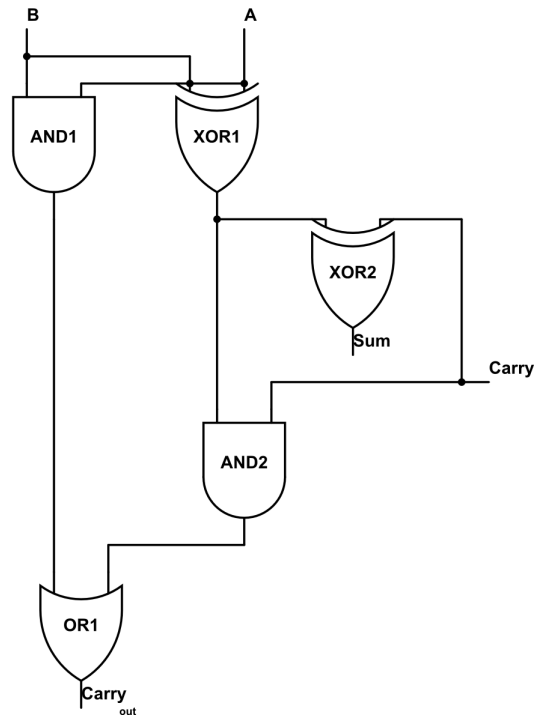 B
A
AND1
XOR1
XOR2
Sum
Carry
AND2
OR1
Carry
out